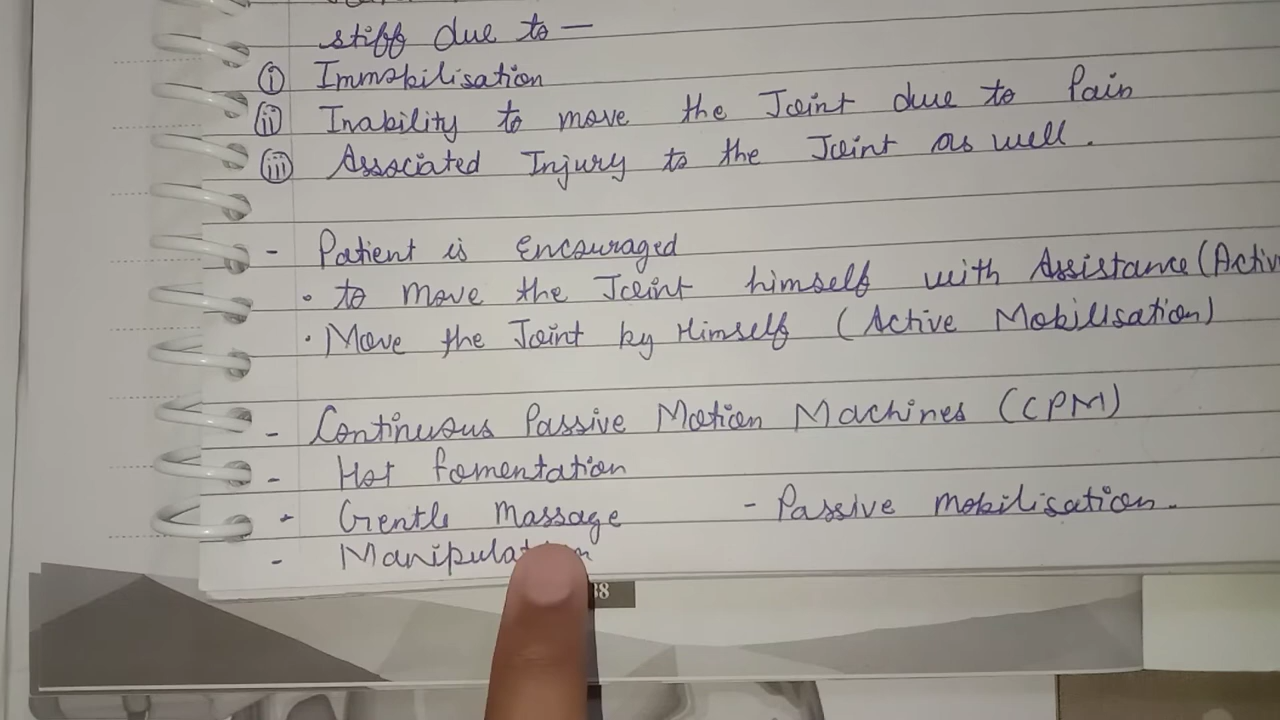 stiff due to —
(i) Immobilisation
(ii) Inability to move the Joint due to Pain
(iii) Associated Injury to the Joint as well.
- Patient is encouraged
• to move the Joint himself with Assistance (Activ
• Move the Joint by Himself (Active Mobilisation)
- Continuous Passive Motion Machines (CPM)
- Hot fomentation
- Gentle Massage - Passive mobilisation.
-